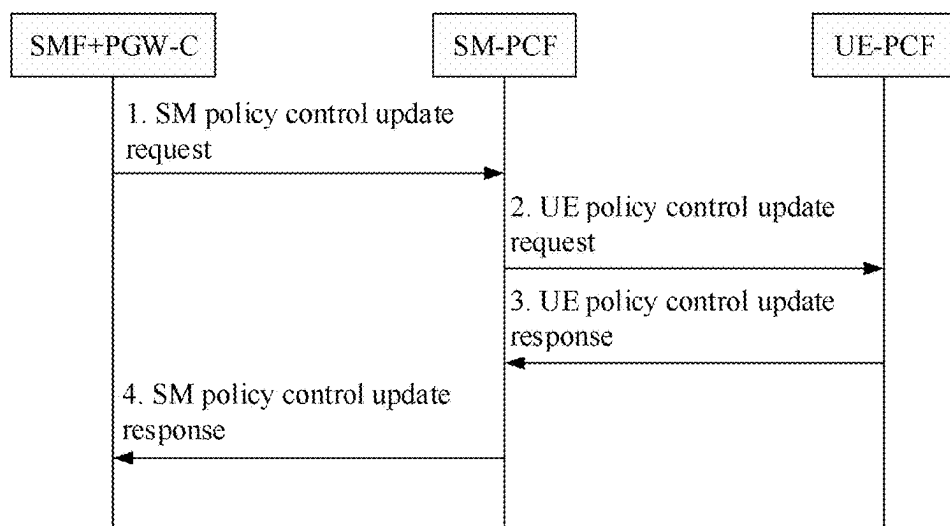 SMF+PGW-C
SM-PCF
UE-PCF
1. SM policy control update
request
2. UE policy control update
request
3. UE policy control update
response
4. SM policy control update
response